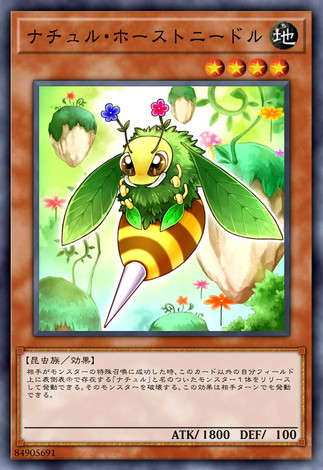 ナチュル・ホーストニードル
地
【昆虫族/効果】
相手がモンスターの特殊召喚に成功した時、このカード以外の自分フィールド
上に表側表示で存在する「ナチュル」と名のついたモンスター1体をリリース
して発動できる。そのモンスターを破壊する。この効果は相手ターンでも発動
できる。
ATK/ 1800 DEF/ 100
84905691